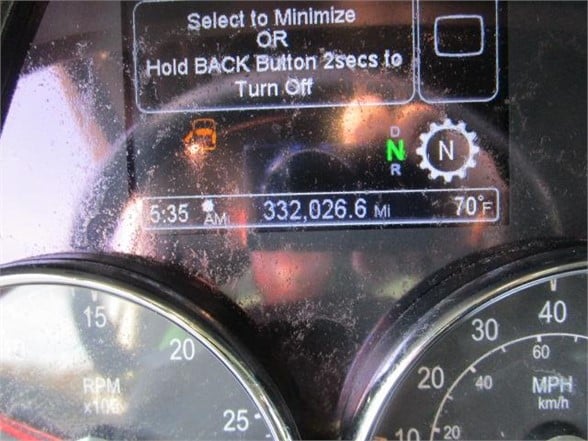 Select to Minimize
OR
Hold BACK Button 2secs to
Turn Off
D
N
R
N
5:35 AM 332,026.6 Mi 70°F
15
20
25
RPM
x100
10
20
30
40
20
40
60
MPH
km/h